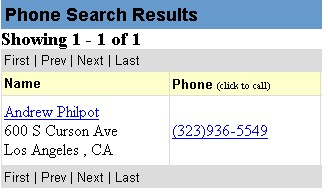 Phone Search Results
Showing 1 - 1 of 1
First | Prev | Next | Last
Name Phone (click to call)
Andrew Philpot
600 S Curson Ave (323)936-5549
Los Angeles , CA
First | Prev | Next | Last